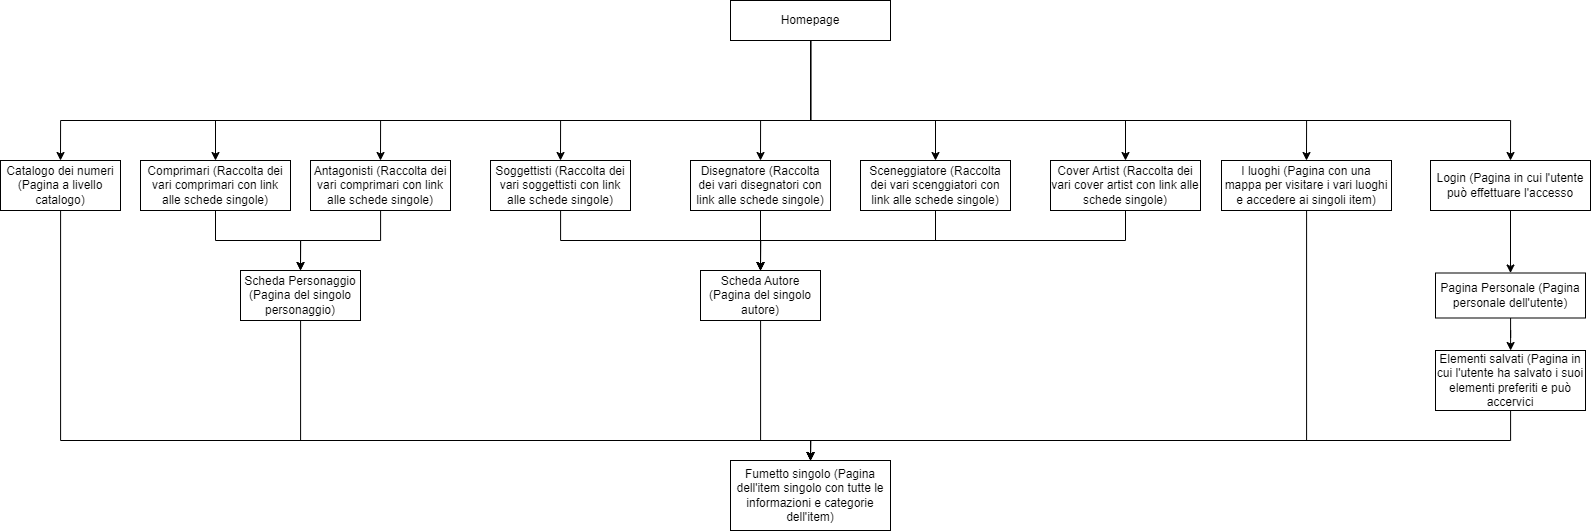 Homepage
Catalogo dei numeri
(Pagina a livello
catalogo)
Comprimari (Raccolta dei
vari comprimari con link
alle schede singole)
Antagonisti (Raccolta dei
vari comprimari con link
alle schede singole)
Soggettisti (Raccolta dei
vari soggettisti con link
alle schede singole)
Disegnatore (Raccolta
dei vari disegnatori con
link alle schede singole)
Sceneggiatore (Raccolta
dei vari scenggiatori con
link alle schede singole)
Cover Artist (Raccolta dei
vari cover artist con link alle
schede singole)
I luoghi (Pagina con una
mappa per visitare i vari luoghi
e accedere ai singoli item)
Login (Pagina in cui l'utente
può effettuare l'accesso
Scheda Personaggio
(Pagina del singolo
personaggio)
Scheda Autore
(Pagina del singolo
autore)
Pagina Personale (Pagina
personale dell'utente)
Elementi salvati (Pagina in
cui l'utente ha salvato i suoi
elementi preferiti e può
accervici
Fumetto singolo (Pagina
dell'item singolo con tutte le
informazioni e categorie
dell'item)